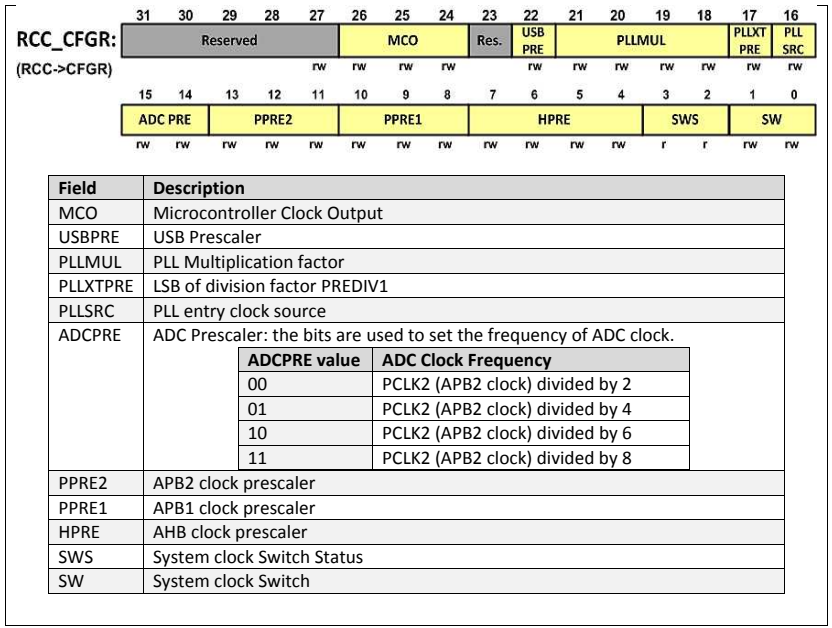 31 30 29 28 27 26 25 24 23 22 21 20 19 18 17 16
RCC_CFGR: Reserved MCO Res. USB PRE PLLMUL PLLXT PRE PLL SRC
(RCC->CFGR) rw rw rw rw rw rw rw rw rw rw rw
15 14 13 12 11 10 9 8 7 6 5 4 3 2 1 0
ADC PRE PPRE2 PPRE1 HPRE SWS SW
rw rw rw rw rw rw rw rw rw rw rw rw r r rw rw
Field Description
MCO Microcontroller Clock Output
USBPRE USB Prescaler
PLLMUL PLL Multiplication factor
PLLXTPRE LSB of division factor PREDIV1
PLLSRC PLL entry clock source
ADCPRE ADC Prescaler: the bits are used to set the frequency of ADC clock.
ADCPRE value ADC Clock Frequency
00 PCLK2 (APB2 clock) divided by 2
01 PCLK2 (APB2 clock) divided by 4
10 PCLK2 (APB2 clock) divided by 6
11 PCLK2 (APB2 clock) divided by 8
PPRE2 APB2 clock prescaler
PPRE1 APB1 clock prescaler
HPRE AHB clock prescaler
SWS System clock Switch Status
SW System clock Switch